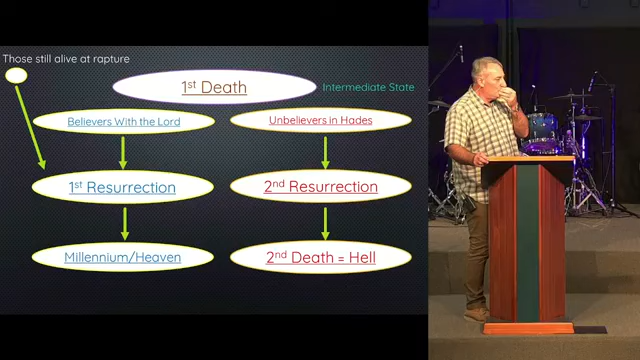 Those still alive at rapture
1st Death
Intermediate State
Believers With the Lord
Unbelievers in Hades
1st Resurrection
2nd Resurrection
Millennium/Heaven
2nd Death = Hell